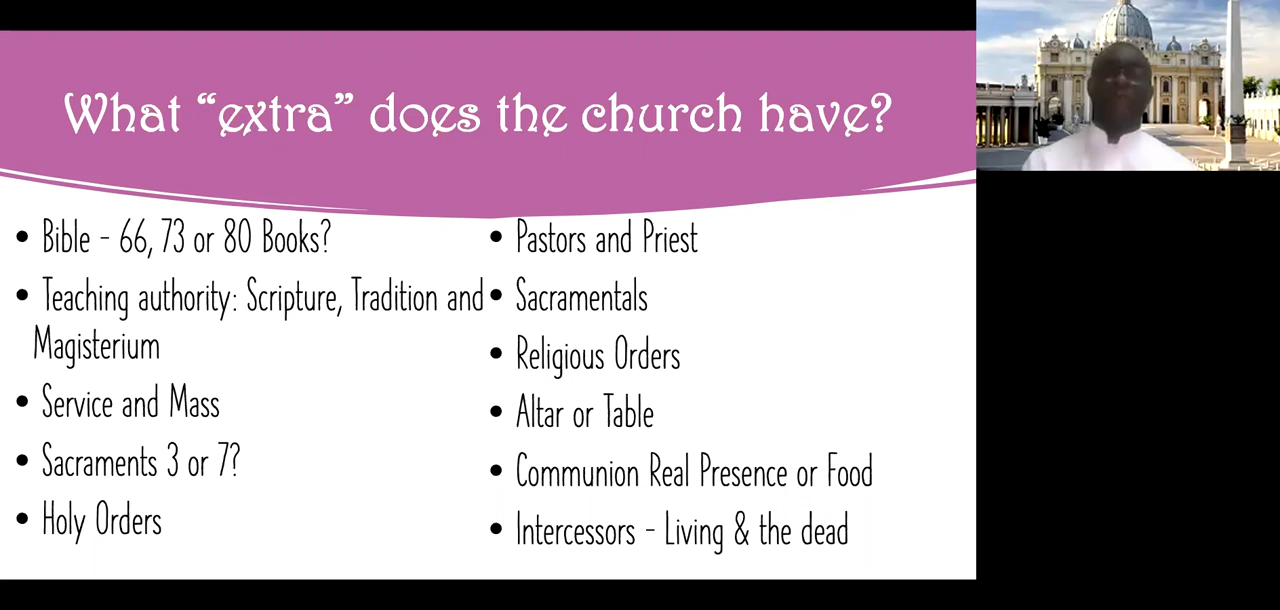 What “extra” does the church have?
• Bible - 66, 73 or 80 Books?
• Teaching authority: Scripture, Tradition and
Magisterium
• Service and Mass
• Sacraments 3 or 7?
• Holy Orders
• Pastors and Priest
• Sacramentals
• Religious Orders
• Altar or Table
• Communion Real Presence or Food
• Intercessors - Living & the dead